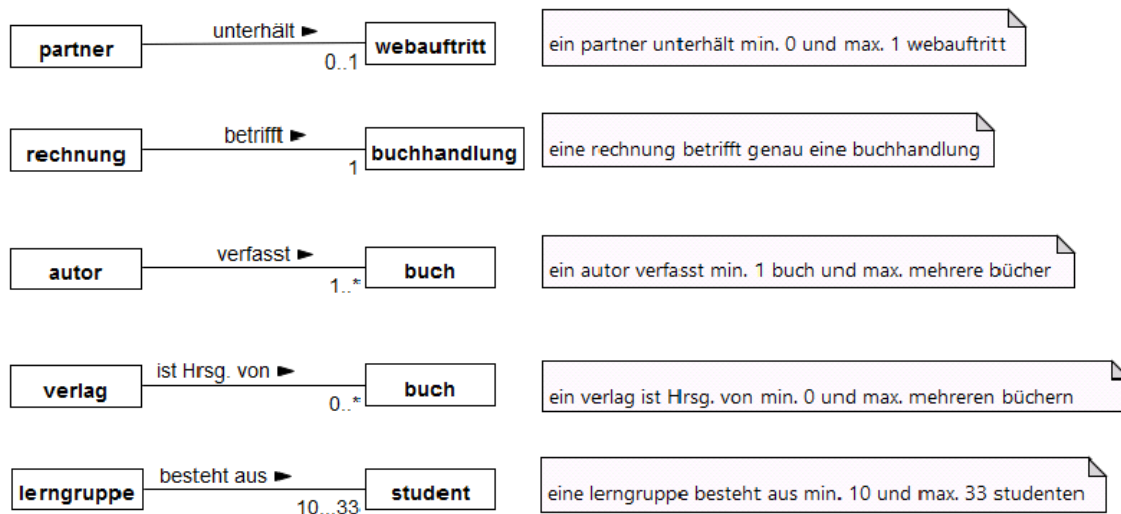 unterhält ►
partner
webauftritt
0..1
ein partner unterhält min. 0 und max. 1 webauftritt
betrifft ►
rechnung
buchhandlung
1
eine rechnung betrifft genau eine buchhandlung
verfasst ►
autor
buch
1..*
ein autor verfasst min. 1 buch und max. mehrere bücher
ist Hrsg. von ►
verlag
buch
0..*
ein verlag ist Hrsg. von min. 0 und max. mehreren büchern
besteht aus ►
lerngruppe
student
10...33
eine lerngruppe besteht aus min. 10 und max. 33 studenten